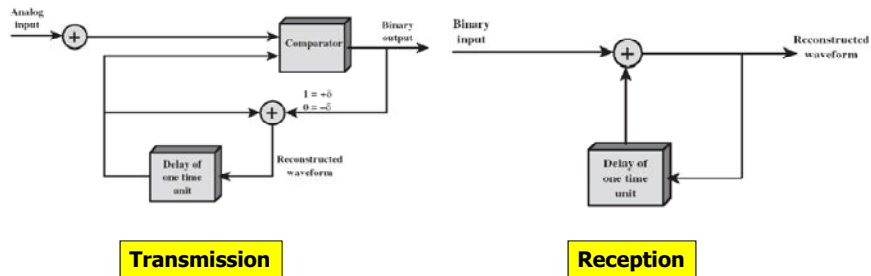 Analog
input
+
Comparator
Binary
output
1 = +δ
0 = −δ
+
Delay of
one time
unit
Reconstructed
waveform
Transmission
Binary
input
+
Reconstructed
waveform
Delay of
one time
unit
Reception